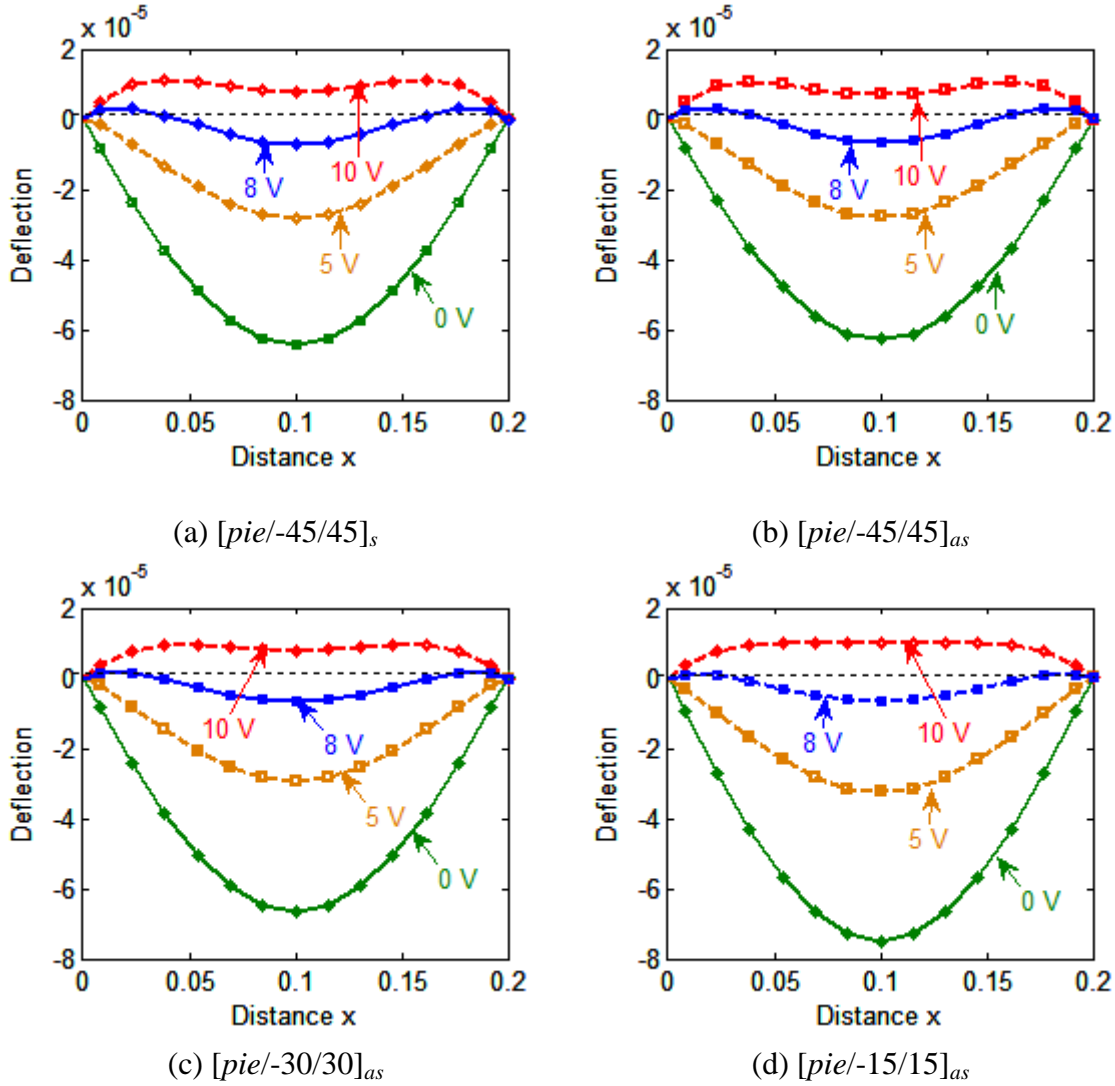 x 10⁻⁵
2
0
-2
-4
-6
-8
Deflection
10 V
8 V
5 V
0 V
0 0.05 0.1 0.15 0.2
Distance x
(a) [pie/-45/45]s
x 10⁻⁵
2
0
-2
-4
-6
-8
Deflection
10 V
8 V
5 V
0 V
0 0.05 0.1 0.15 0.2
Distance x
(b) [pie/-45/45]as
x 10⁻⁵
2
0
-2
-4
-6
-8
Deflection
10 V
8 V
5 V
0 V
0 0.05 0.1 0.15 0.2
Distance x
(c) [pie/-30/30]as
x 10⁻⁵
2
0
-2
-4
-6
-8
Deflection
10 V
8 V
5 V
0 V
0 0.05 0.1 0.15 0.2
Distance x
(d) [pie/-15/15]as